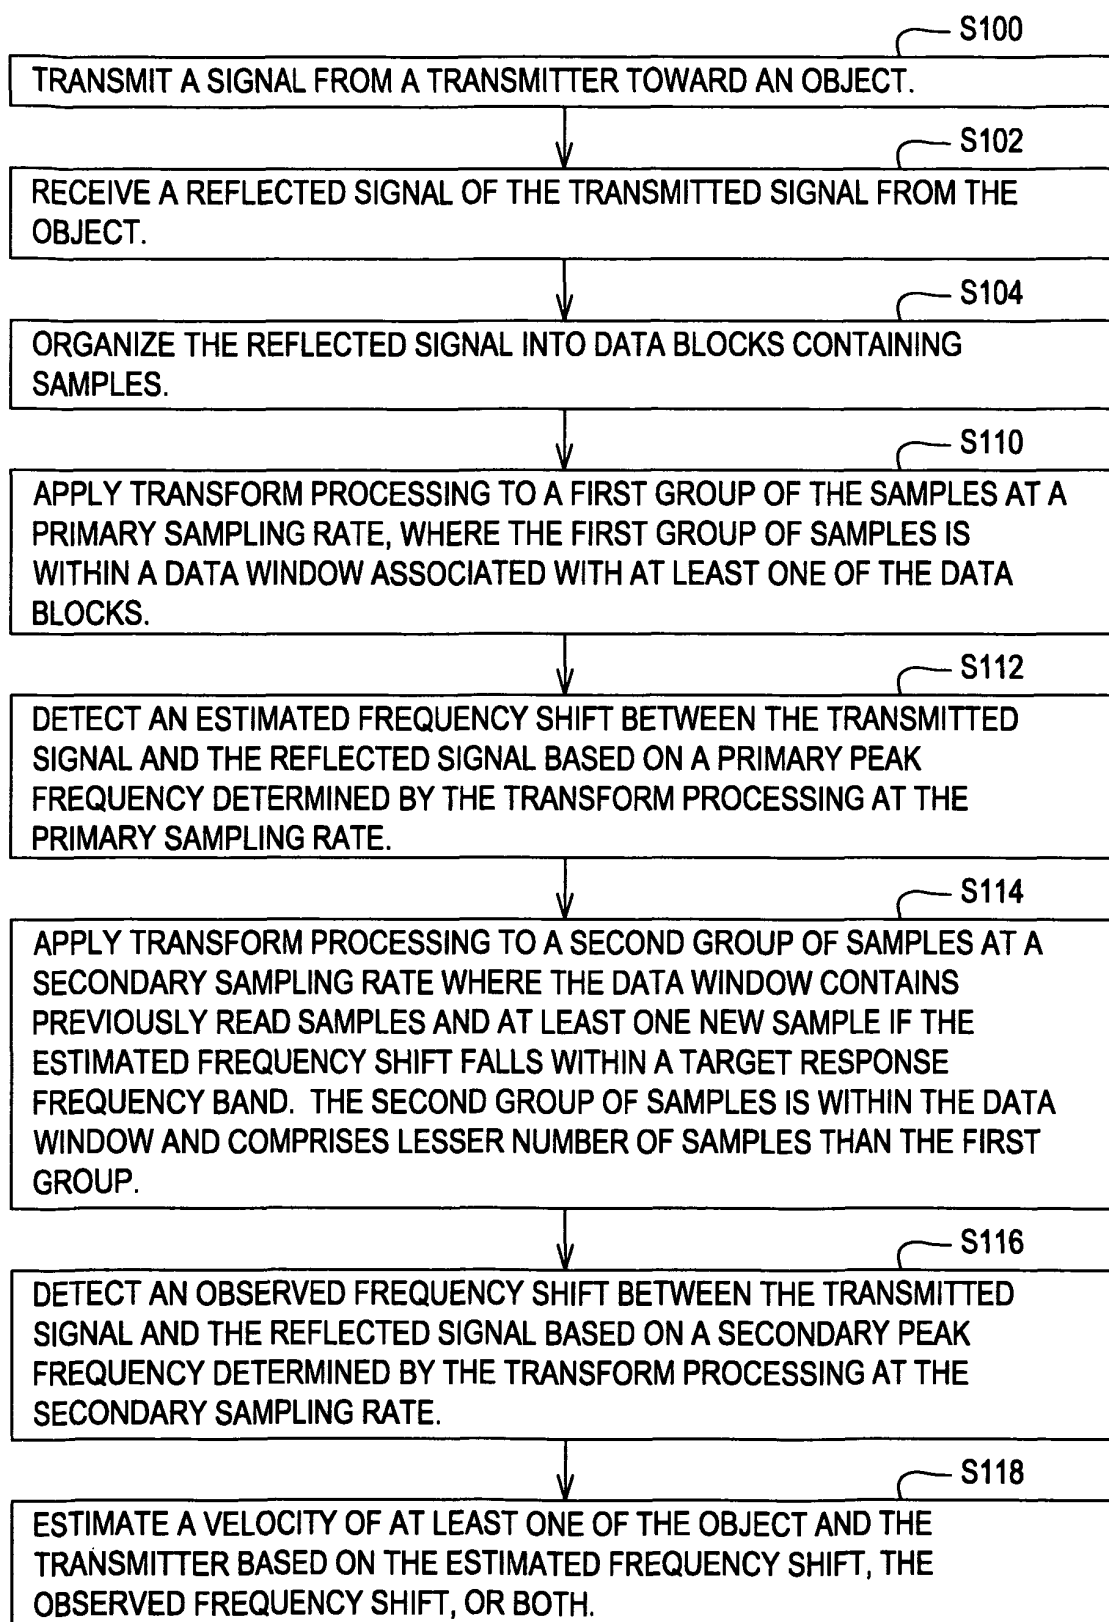 S100
TRANSMIT A SIGNAL FROM A TRANSMITTER TOWARD AN OBJECT.
S102
RECEIVE A REFLECTED SIGNAL OF THE TRANSMITTED SIGNAL FROM THE
OBJECT.
S104
ORGANIZE THE REFLECTED SIGNAL INTO DATA BLOCKS CONTAINING
SAMPLES.
S110
APPLY TRANSFORM PROCESSING TO A FIRST GROUP OF THE SAMPLES AT A
PRIMARY SAMPLING RATE, WHERE THE FIRST GROUP OF SAMPLES IS
WITHIN A DATA WINDOW ASSOCIATED WITH AT LEAST ONE OF THE DATA
BLOCKS.
S112
DETECT AN ESTIMATED FREQUENCY SHIFT BETWEEN THE TRANSMITTED
SIGNAL AND THE REFLECTED SIGNAL BASED ON A PRIMARY PEAK
FREQUENCY DETERMINED BY THE TRANSFORM PROCESSING AT THE
PRIMARY SAMPLING RATE.
S114
APPLY TRANSFORM PROCESSING TO A SECOND GROUP OF SAMPLES AT A
SECONDARY SAMPLING RATE WHERE THE DATA WINDOW CONTAINS
PREVIOUSLY READ SAMPLES AND AT LEAST ONE NEW SAMPLE IF THE
ESTIMATED FREQUENCY SHIFT FALLS WITHIN A TARGET RESPONSE
FREQUENCY BAND. THE SECOND GROUP OF SAMPLES IS WITHIN THE DATA
WINDOW AND COMPRISES LESSER NUMBER OF SAMPLES THAN THE FIRST
GROUP.
S116
DETECT AN OBSERVED FREQUENCY SHIFT BETWEEN THE TRANSMITTED
SIGNAL AND THE REFLECTED SIGNAL BASED ON A SECONDARY PEAK
FREQUENCY DETERMINED BY THE TRANSFORM PROCESSING AT THE
SECONDARY SAMPLING RATE.
S118
ESTIMATE A VELOCITY OF AT LEAST ONE OF THE OBJECT AND THE
TRANSMITTER BASED ON THE ESTIMATED FREQUENCY SHIFT, THE
OBSERVED FREQUENCY SHIFT, OR BOTH.